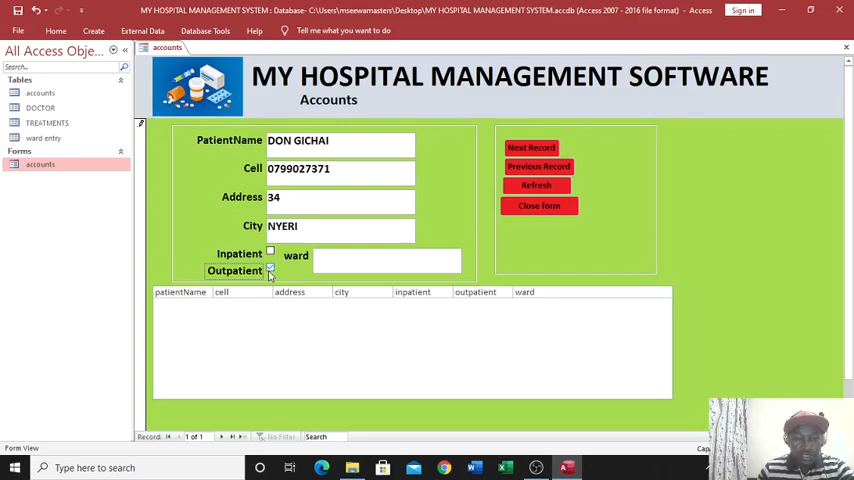 MY HOSPITAL MANAGEMENT SYSTEM : Database- C:\Users\mseewamasters\Desktop\MY HOSPITAL MANAGEMENT SYSTEM.accdb (Access 2007 - 2016 file format) - Access
Sign in
File Home Create External Data Database Tools Help Tell me what you want to do
All Access Obje...
accounts
Search...
Tables
accounts
DOCTOR
TREATMENTS
ward entry
Forms
accounts
MY HOSPITAL MANAGEMENT SOFTWARE
Accounts
PatientName DON GICHAI
Cell 0799027371
Address 34
City NYERI
Inpatient ward
Outpatient
Next Record
Previous Record
Refresh
Close form
patientName cell address city inpatient outpatient ward
Record: 1 of 1 No Filter Search
Form View
Type here to search